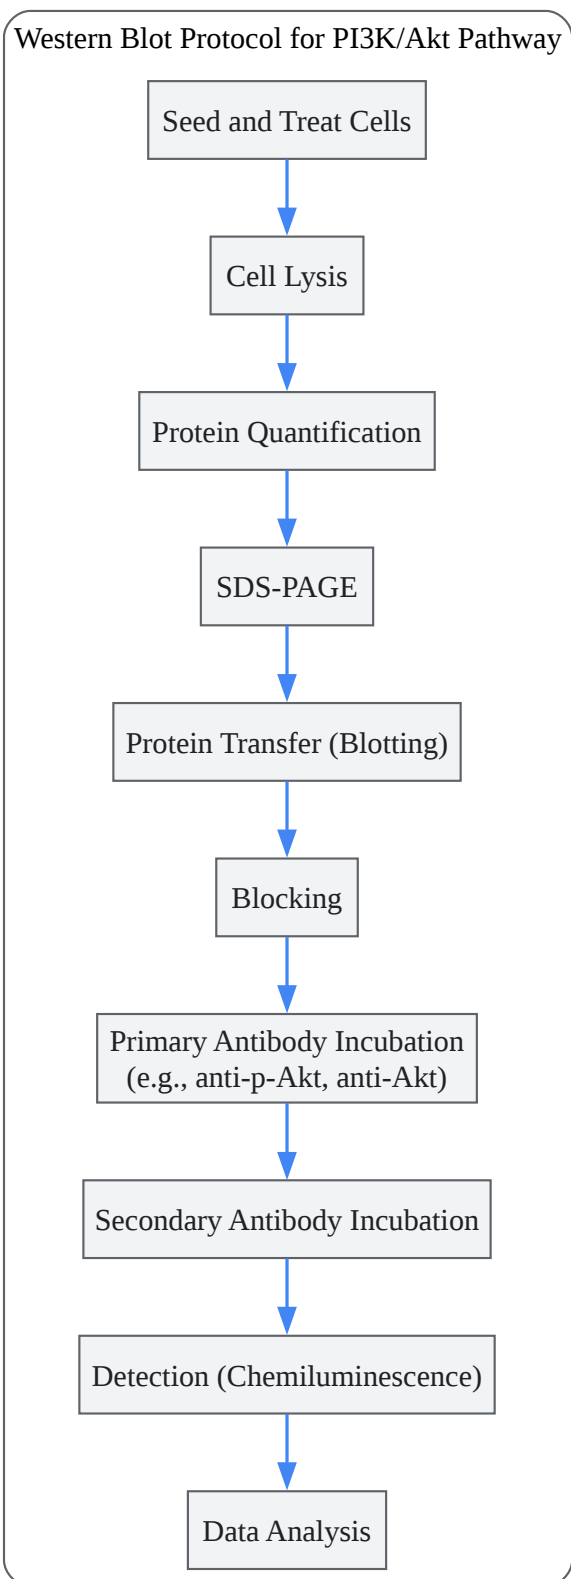 Western Blot Protocol for PI3K/Akt Pathway
Seed and Treat Cells
Cell Lysis
Protein Quantification
SDS-PAGE
Protein Transfer (Blotting)
Blocking
Primary Antibody Incubation
(e.g., anti-p-Akt, anti-Akt)
Secondary Antibody Incubation
Detection (Chemiluminescence)
Data Analysis